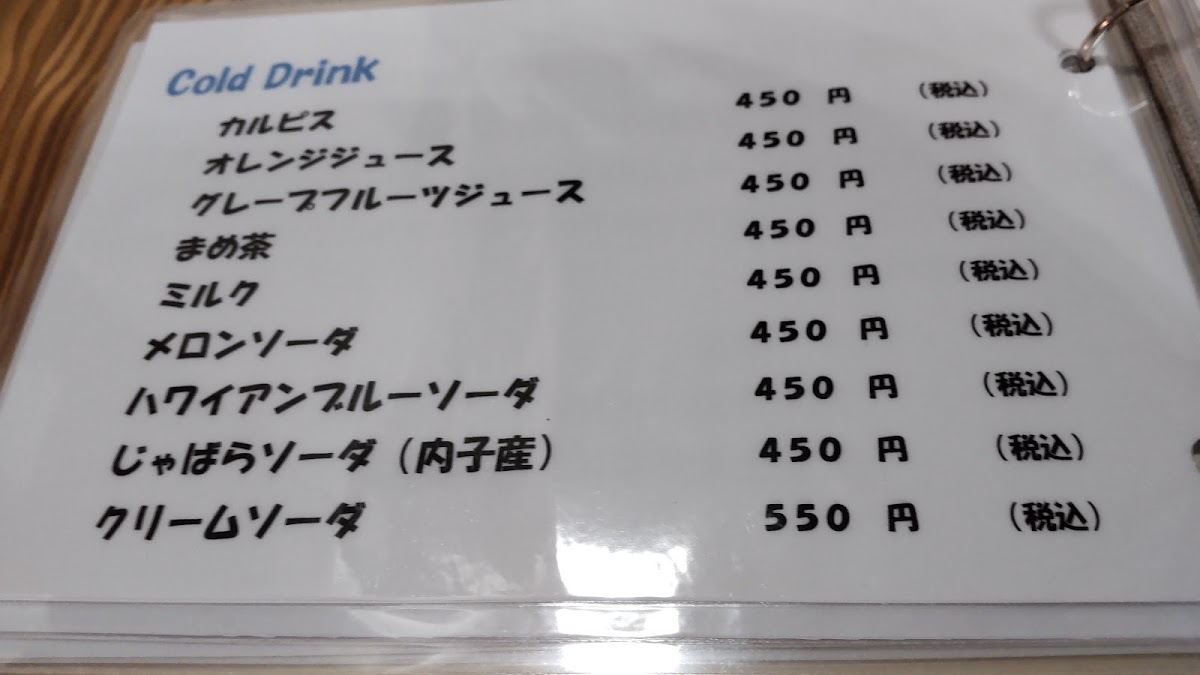 Cold Drink
カルピス 450 円 (税込)
オレンジジュース 450 円 (税込)
グレープフルーツジュース 450 円 (税込)
まめ茶 450 円 (税込)
ミルク 450 円 (税込)
メロンソーダ 450 円 (税込)
ハワイアンブルーソーダ 450 円 (税込)
じゃばらソーダ (内子産) 450 円 (税込)
クリームソーダ 550 円 (税込)